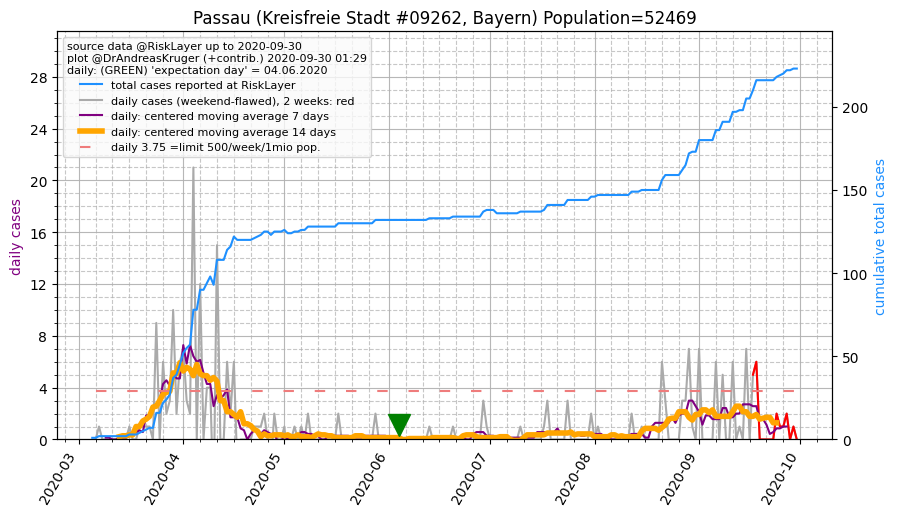 Passau (Kreisfreie Stadt #09262, Bayern) Population=52469
source data @RiskLayer up to 2020-09-30
plot @DrAndreasKruger (+contrib.) 2020-09-30 01:29
daily: (GREEN) 'expectation day' = 04.06.2020
total cases reported at RiskLayer
daily cases (weekend-flawed), 2 weeks: red
daily: centered moving average 7 days
daily: centered moving average 14 days
daily 3.75 =limit 500/week/1mio pop.
daily cases
28
24
20
16
12
8
4
0
cumulative total cases
200
150
100
50
0
2020-03
2020-04
2020-05
2020-06
2020-07
2020-08
2020-09
2020-10